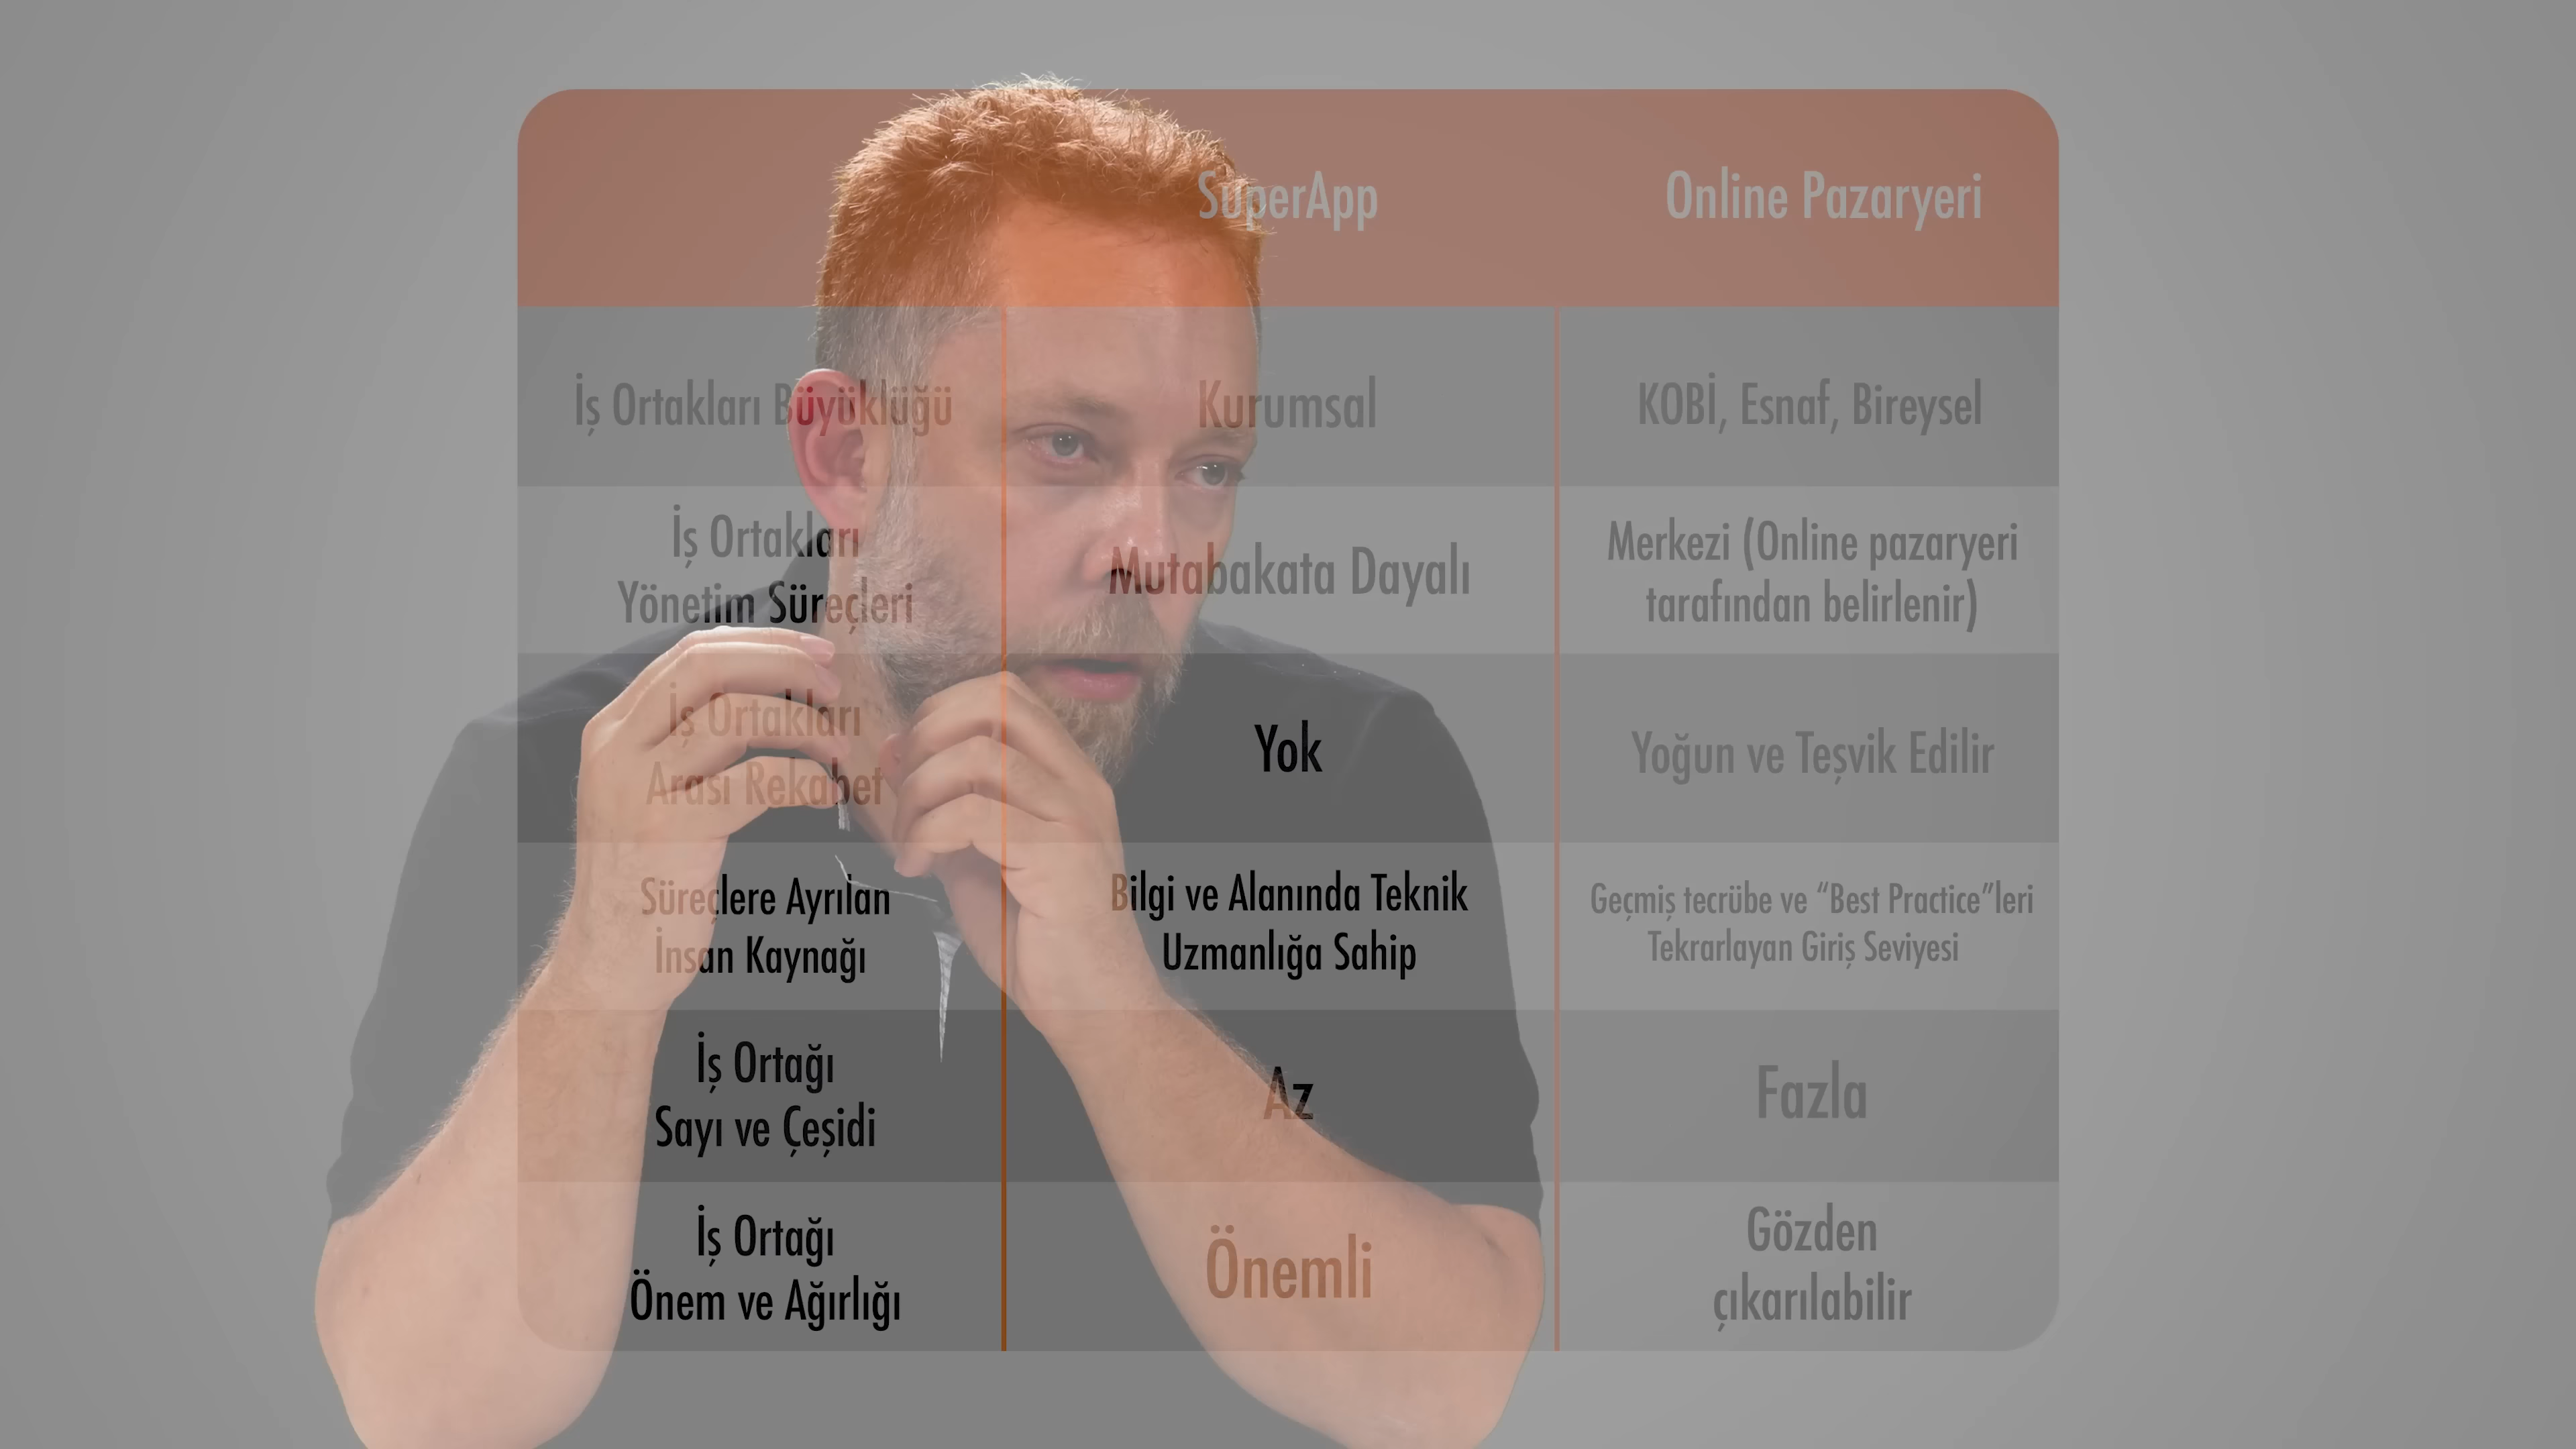 SuperApp Online Pazaryeri
İş Ortakları Büyüklüğü Kurumsal KOBİ, Esnaf, Bireysel
İş Ortakları
Yönetim Süreçleri
Mutabakata Dayalı
Merkezi (Online pazaryeri
tarafından belirlenir)
İş Ortakları
Arası Rekabet
Yok
Yoğun ve Teşvik Edilir
Süreçlere Ayrılan
İnsan Kaynağı
Bilgi ve Alanında Teknik
Uzmanlığa Sahip
Geçmiş tecrübe ve “Best Practice”leri
Tekrarlayan Giriş Seviyesi
İş Ortağı
Sayı ve Çeşidi
Az
Fazla
İş Ortağı
Önem ve Ağırlığı
Önemli
Gözden
çıkarılabilir